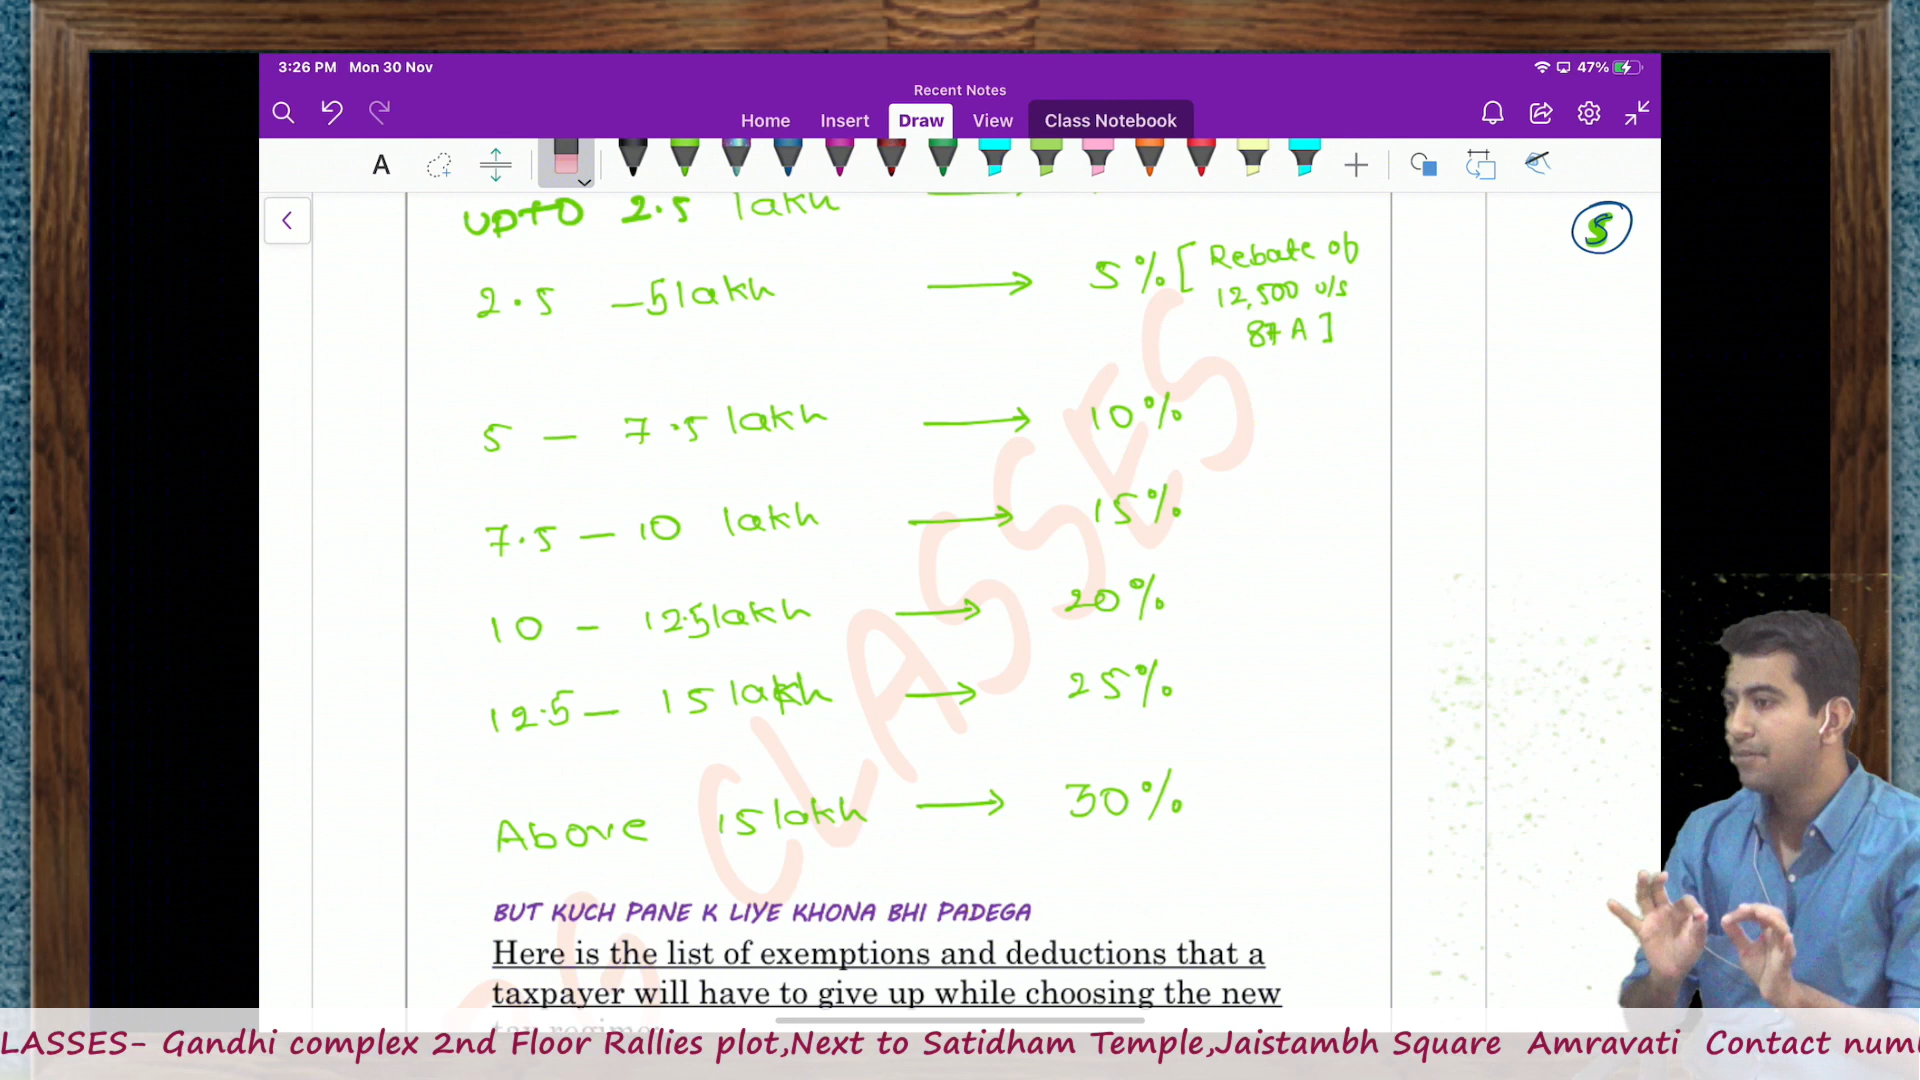 3:26 PM Mon 30 Nov
47%
Recent Notes
Home Insert Draw View Class Notebook
A
UPTO 2.5 lakh
S
2.5 - 5 lakh → 5% [Rebate of
12,500 u/s
87A]
5 - 7.5 lakh → 10%
7.5 - 10 lakh → 15%
10 - 12.5 lakh → 20%
12.5 - 15 lakh → 25%
Above 15 lakh → 30%
CLASSES
BUT KUCH PANE K LIYE KHONA BHI PADEGA
Here is the list of exemptions and deductions that a
taxpayer will have to give up while choosing the new
tax regime
LASSES- Gandhi complex 2nd Floor Rallies plot,Next to Satidham Temple,Jaistambh Square Amravati Contact num